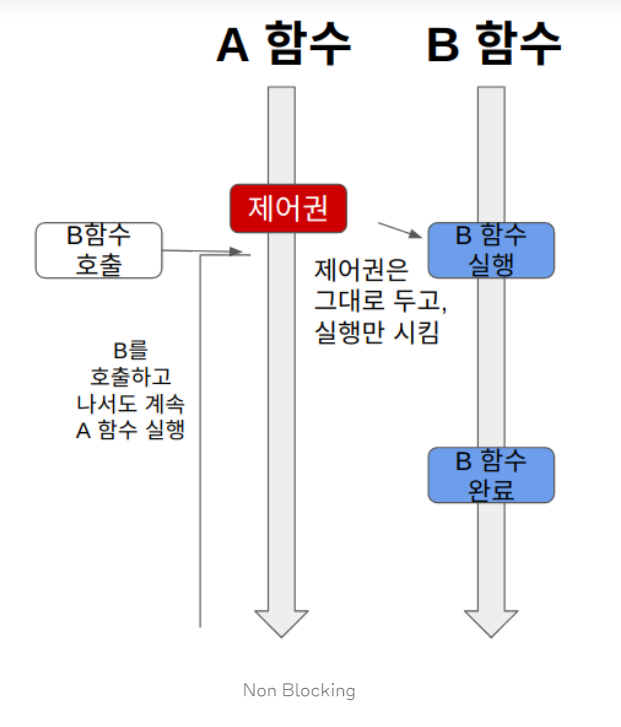 A 함수
B 함수
제어권
B함수
호출
B 함수
실행
제어권은
그대로 두고,
실행만 시킴
B를
호출하고
나서도 계속
A 함수 실행
B 함수
완료
Non Blocking